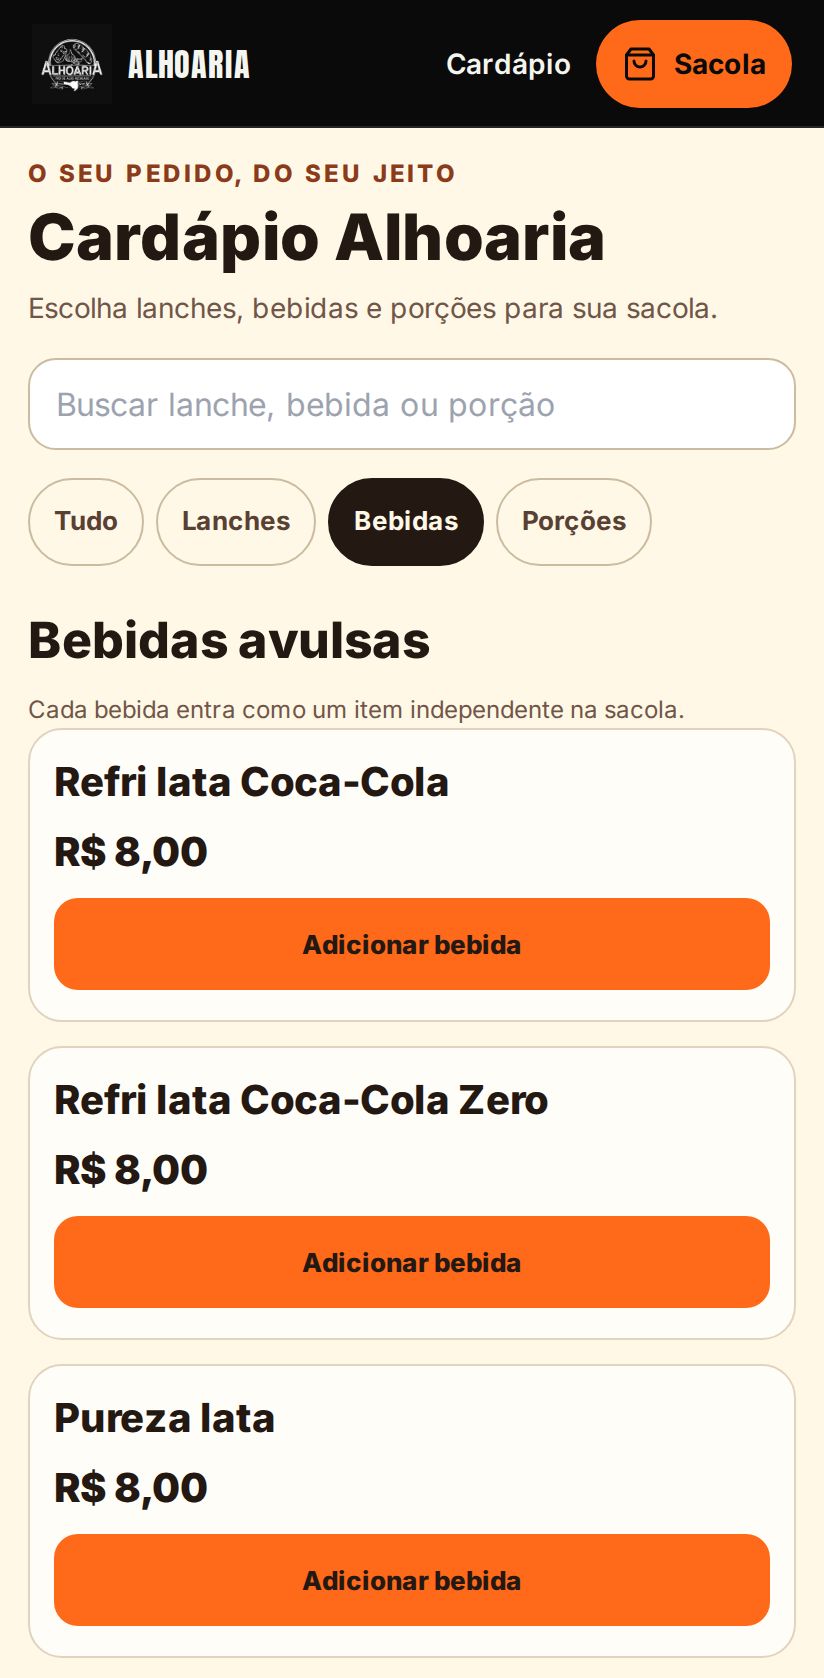 ALHOARIA
ALHOARIA
Cardápio
Sacola
O SEU PEDIDO, DO SEU JEITO
Cardápio Alhoaria
Escolha lanches, bebidas e porções para sua sacola.
Buscar lanche, bebida ou porção
Tudo
Lanches
Bebidas
Porções
Bebidas avulsas
Cada bebida entra como um item independente na sacola.
Refri lata Coca-Cola
R$ 8,00
Adicionar bebida
Refri lata Coca-Cola Zero
R$ 8,00
Adicionar bebida
Pureza lata
R$ 8,00
Adicionar bebida